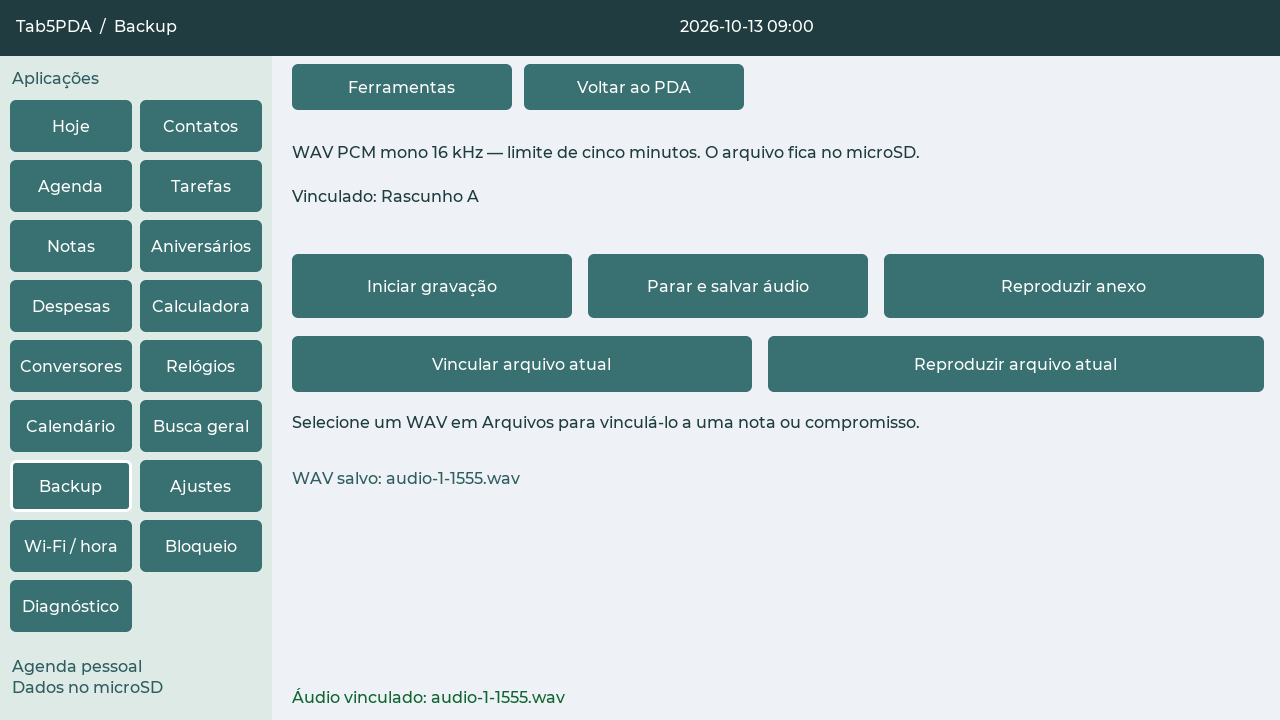 Tab5PDA / Backup
2026-10-13 09:00
Aplicações
Hoje
Contatos
Agenda
Tarefas
Notas
Aniversários
Despesas
Calculadora
Conversores
Relógios
Calendário
Busca geral
Backup
Ajustes
Wi-Fi / hora
Bloqueio
Diagnóstico
Agenda pessoal
Dados no microSD
Ferramentas
Voltar ao PDA
WAV PCM mono 16 kHz — limite de cinco minutos. O arquivo fica no microSD.
Vinculado: Rascunho A
Iniciar gravação
Parar e salvar áudio
Reproduzir anexo
Vincular arquivo atual
Reproduzir arquivo atual
Selecione um WAV em Arquivos para vinculá-lo a uma nota ou compromisso.
WAV salvo: audio-1-1555.wav
Áudio vinculado: audio-1-1555.wav